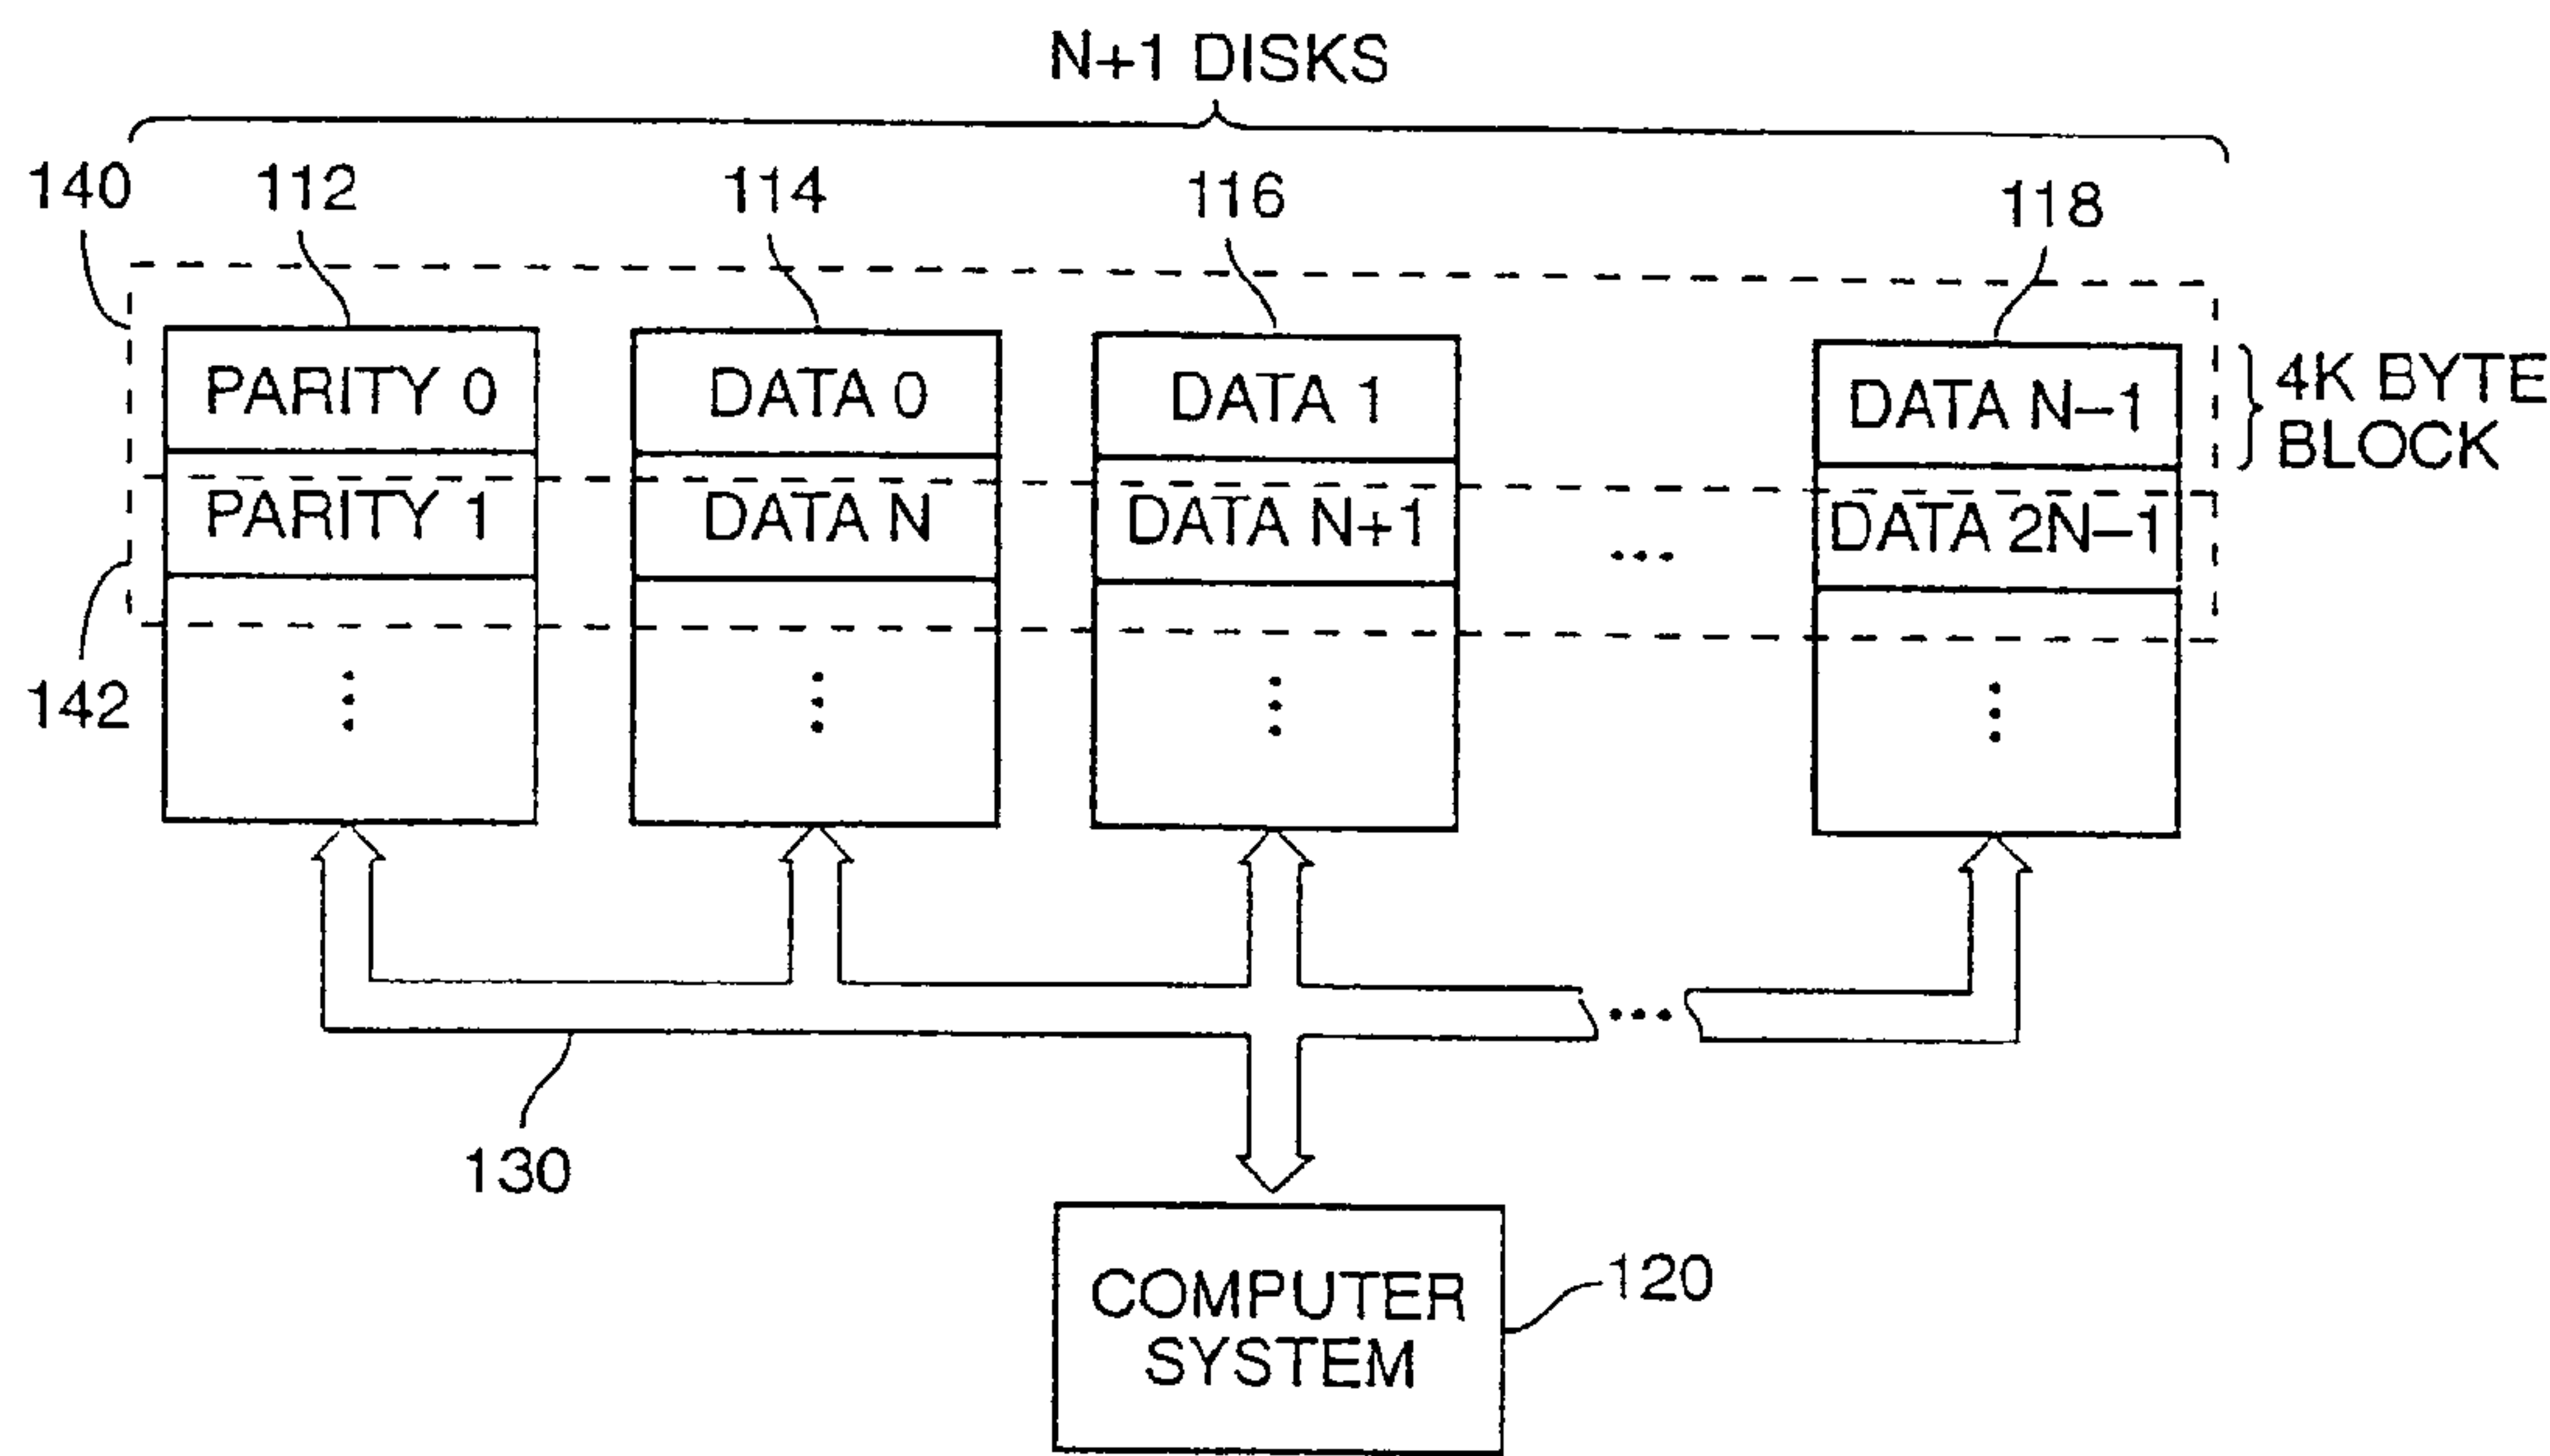 N+1 DISKS
140
112
114
116
118
PARITY 0
DATA 0
DATA 1
DATA N–1
4K BYTE
BLOCK
PARITY 1
DATA N
DATA N+1
...
DATA 2N–1
142
...
130
COMPUTER
SYSTEM
120